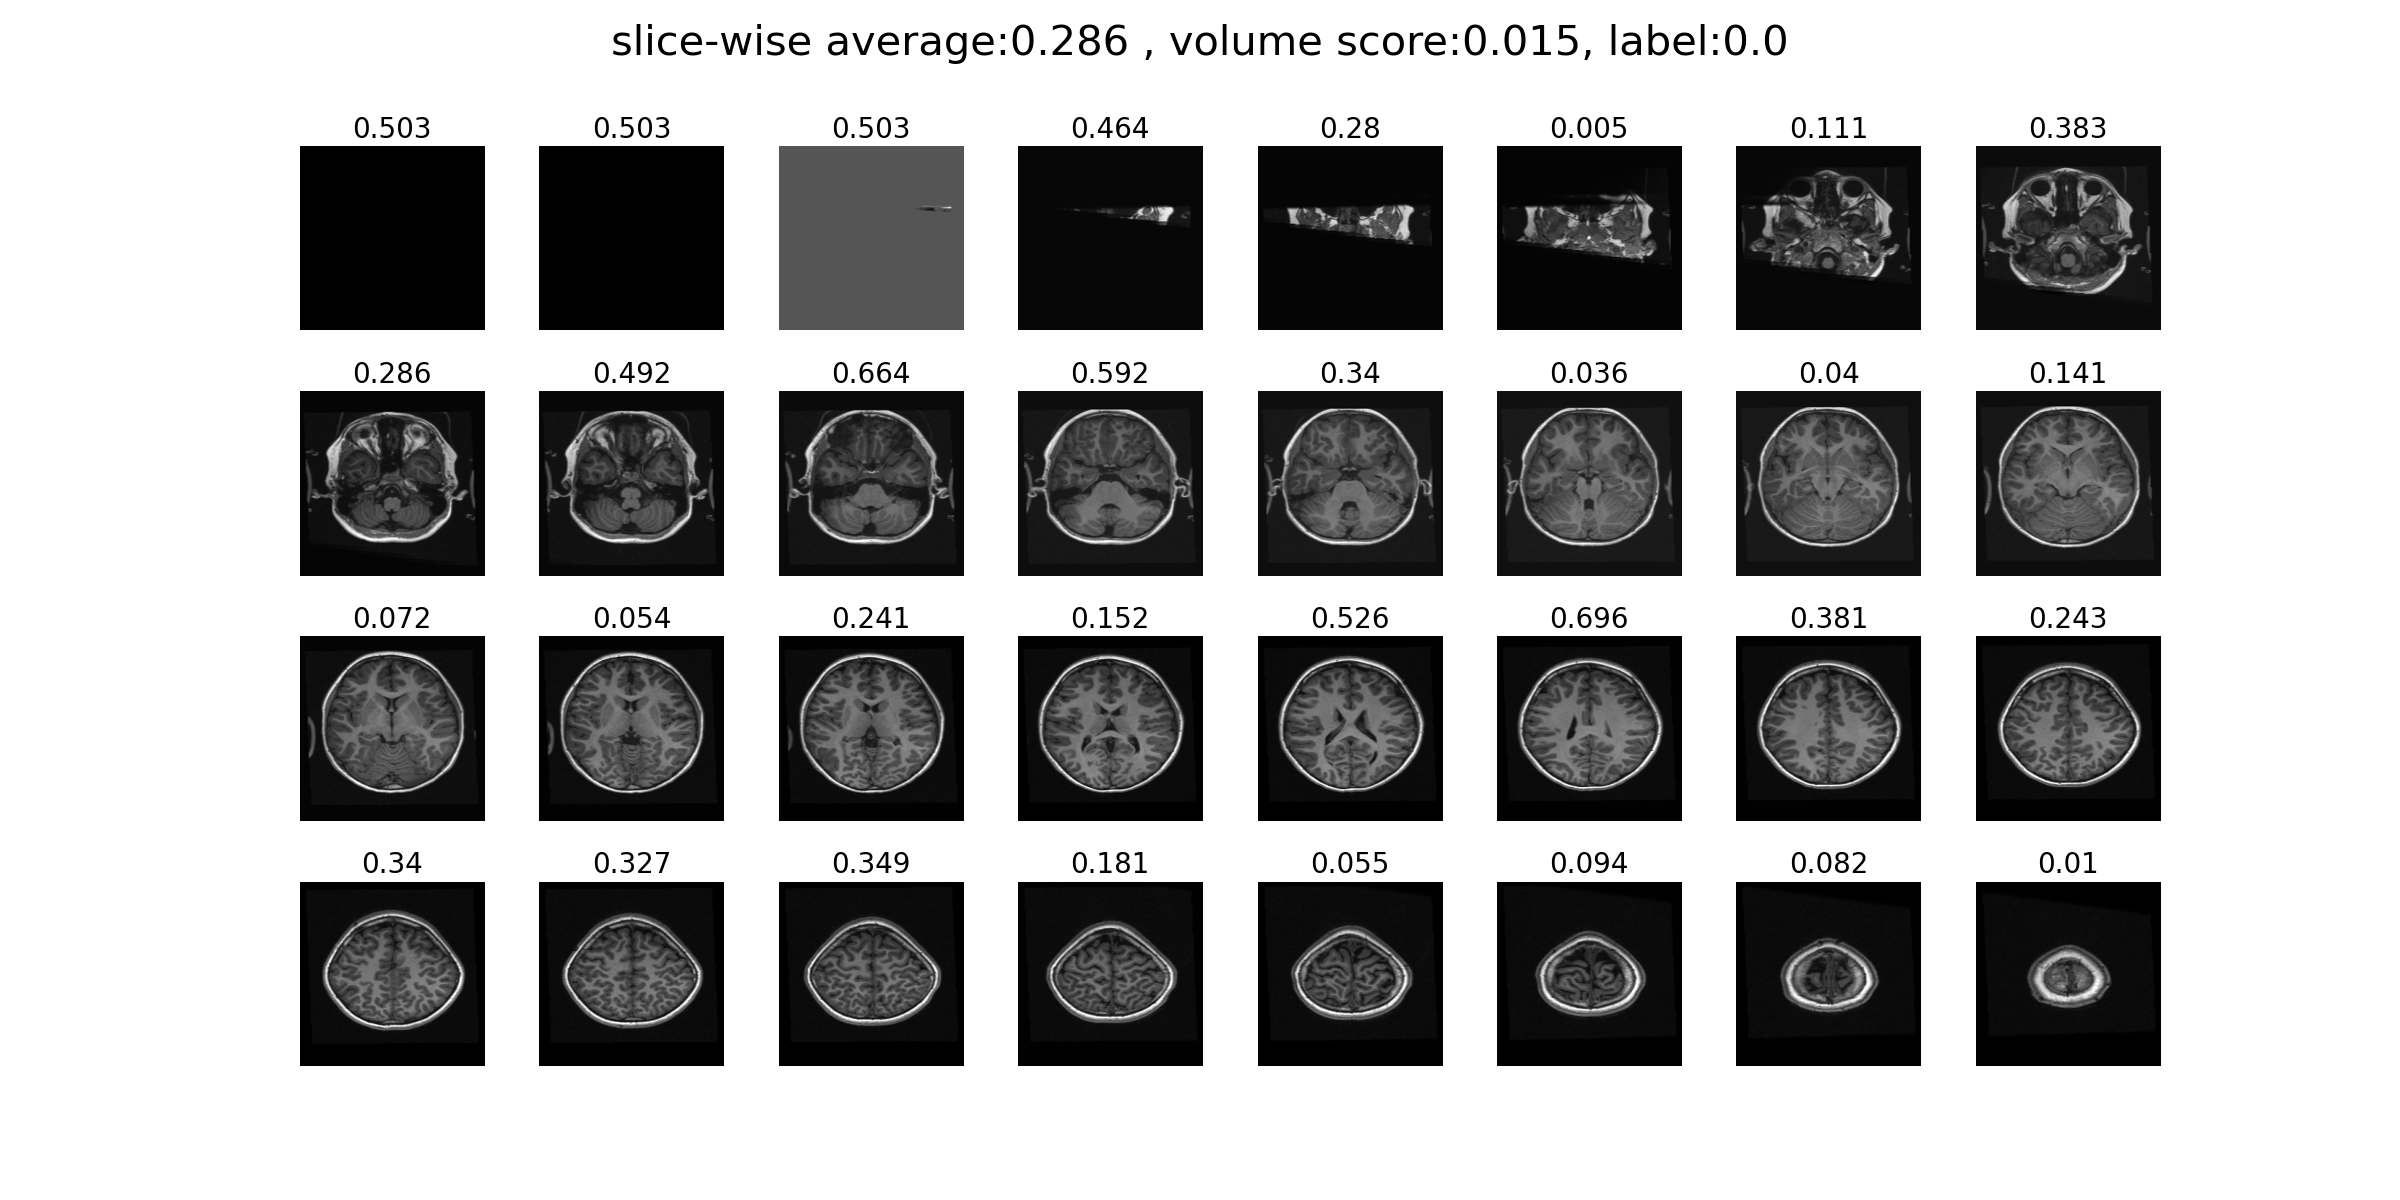 slice-wise average:0.286 , volume score:0.015, label:0.0
0.503 0.503 0.503 0.464 0.28 0.005 0.111 0.383
0.286 0.492 0.664 0.592 0.34 0.036 0.04 0.141
0.072 0.054 0.241 0.152 0.526 0.696 0.381 0.243
0.34 0.327 0.349 0.181 0.055 0.094 0.082 0.01